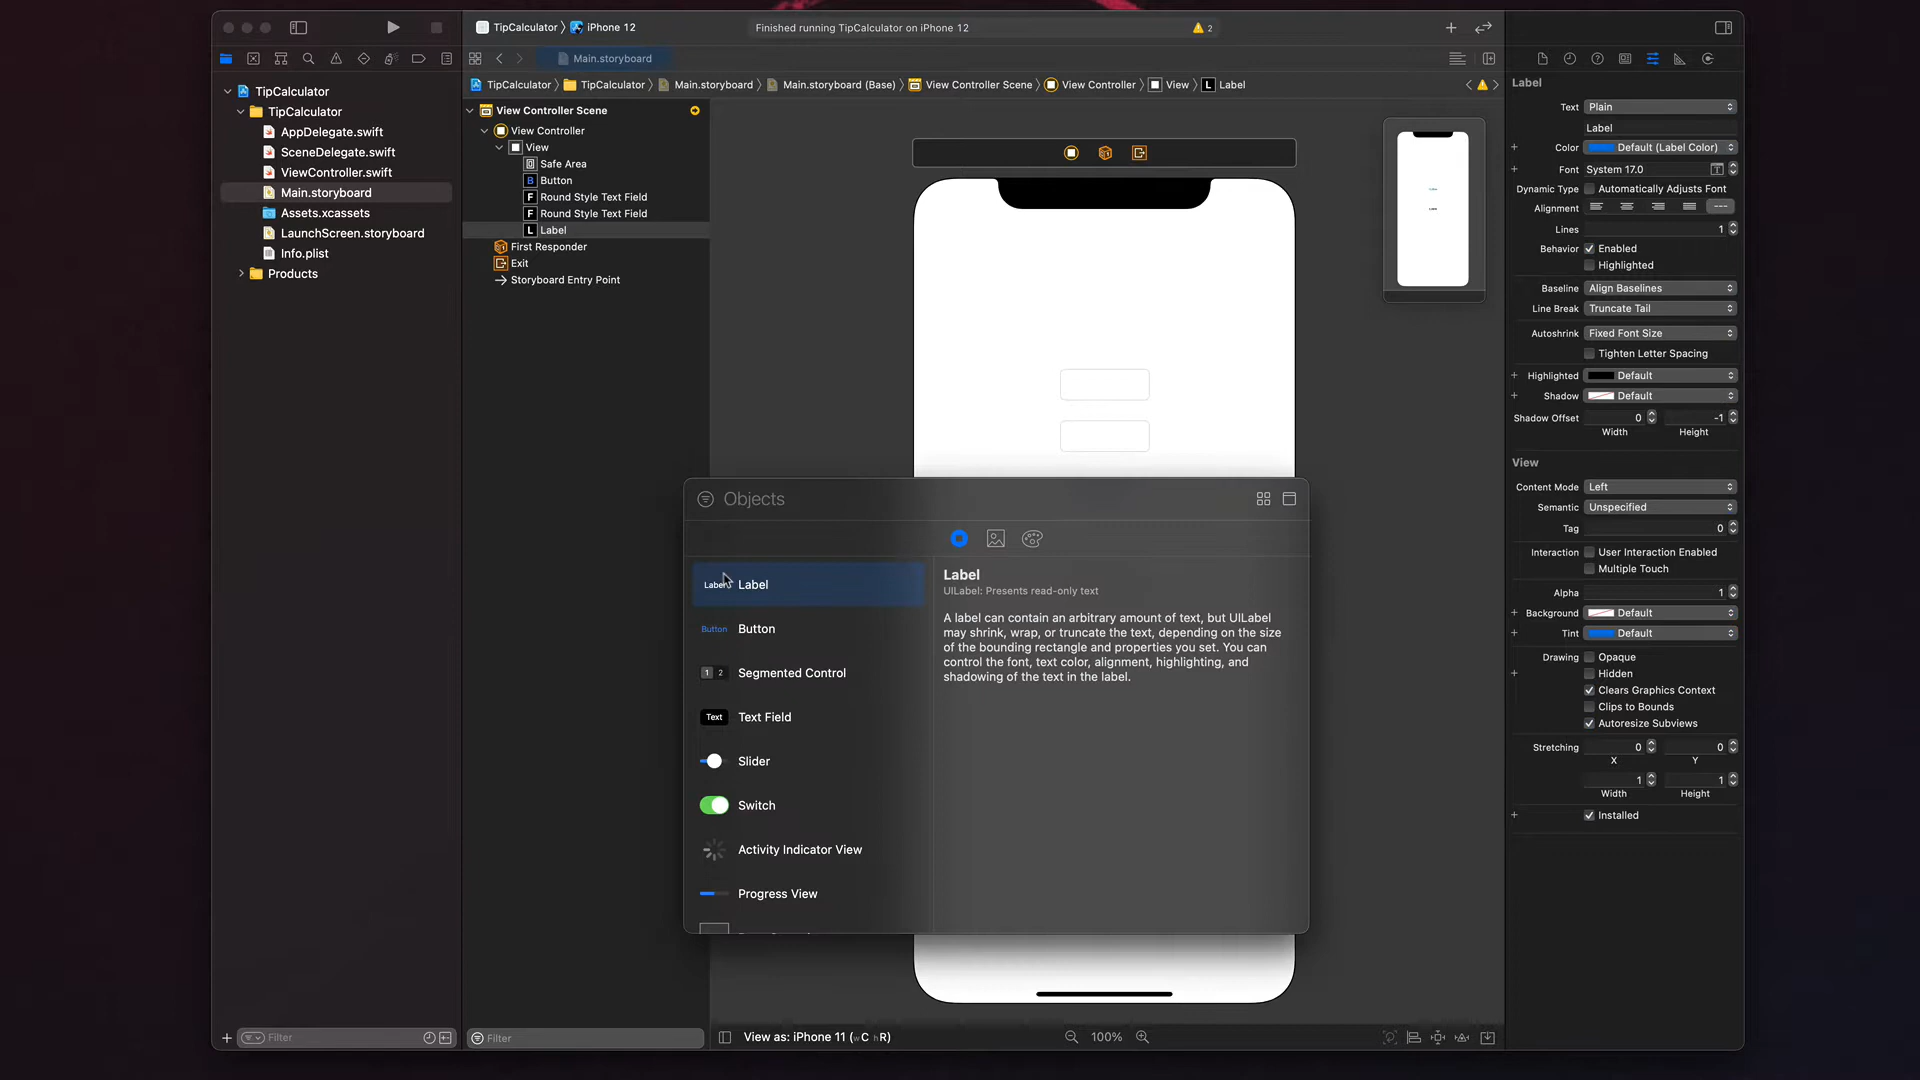 TipCalculator
iPhone 12
Finished running TipCalculator on iPhone 12
2
Main.storyboard
TipCalculator
TipCalculator
Main.storyboard
Main.storyboard (Base)
View Controller Scene
View Controller
View
L
Label
TipCalculator
TipCalculator
AppDelegate.swift
SceneDelegate.swift
ViewController.swift
Main.storyboard
Assets.xcassets
LaunchScreen.storyboard
Info.plist
Products
Filter
View Controller Scene
View Controller
View
Safe Area
B Button
F Round Style Text Field
F Round Style Text Field
L Label
First Responder
Exit
Storyboard Entry Point
Filter
Objects
Label Label
Button Button
1 2 Segmented Control
Text Text Field
Slider
Switch
Activity Indicator View
Progress View
Label
UILabel: Presents read-only text
A label can contain an arbitrary amount of text, but UILabel
may shrink, wrap, or truncate the text, depending on the size
of the bounding rectangle and properties you set. You can
control the font, text color, alignment, highlighting, and
shadowing of the text in the label.
View as: iPhone 11 (wC hR)
100%
Label
Text Plain
Label
Color Default (Label Color)
Font System 17.0
Dynamic Type Automatically Adjusts Font
Alignment
Lines 1
Behavior Enabled
Highlighted
Baseline Align Baselines
Line Break Truncate Tail
Autoshrink Fixed Font Size
Tighten Letter Spacing
Highlighted Default
Shadow Default
Shadow Offset 0 -1
Width Height
View
Content Mode Left
Semantic Unspecified
Tag 0
Interaction User Interaction Enabled
Multiple Touch
Alpha 1
Background Default
Tint Default
Drawing Opaque
Hidden
Clears Graphics Context
Clips to Bounds
Autoresize Subviews
Stretching 0 0
X Y
1 1
Width Height
Installed